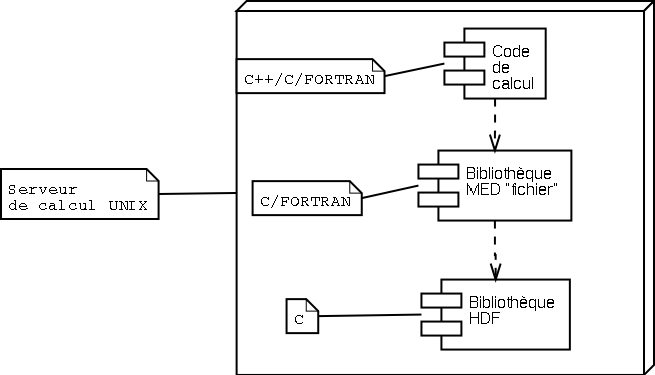 C++/C/FORTRAN
Code
de
calcul
Serveur
de calcul UNIX
C/FORTRAN
Bibliothèque
MED "fichier"
C
Bibliothèque
HDF